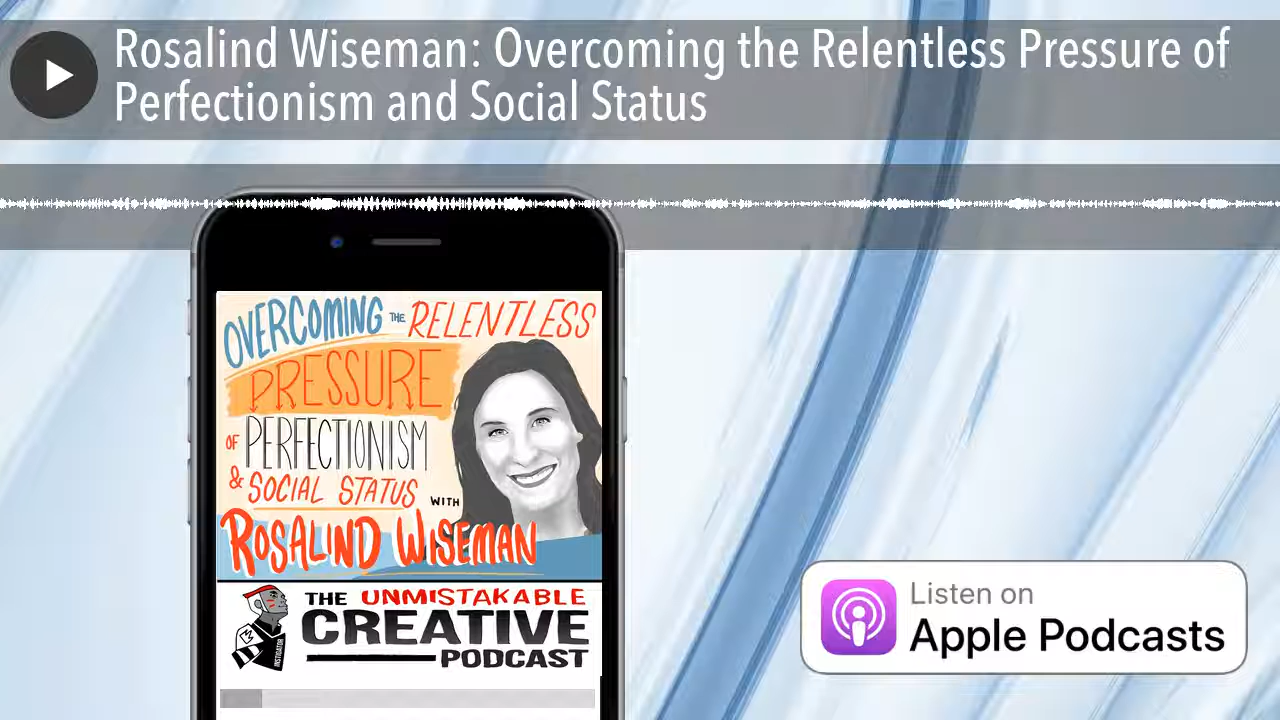 Rosalind Wiseman: Overcoming the Relentless Pressure of
Perfectionism and Social Status
OVERCOMING THE RELENTLESS
PRESSURE
OF PERFECTIONISM
& SOCIAL STATUS WITH
ROSALIND WISEMAN
THE UNMISTAKABLE
CREATIVE
PODCAST
INSTIGATOR
Listen on
Apple Podcasts